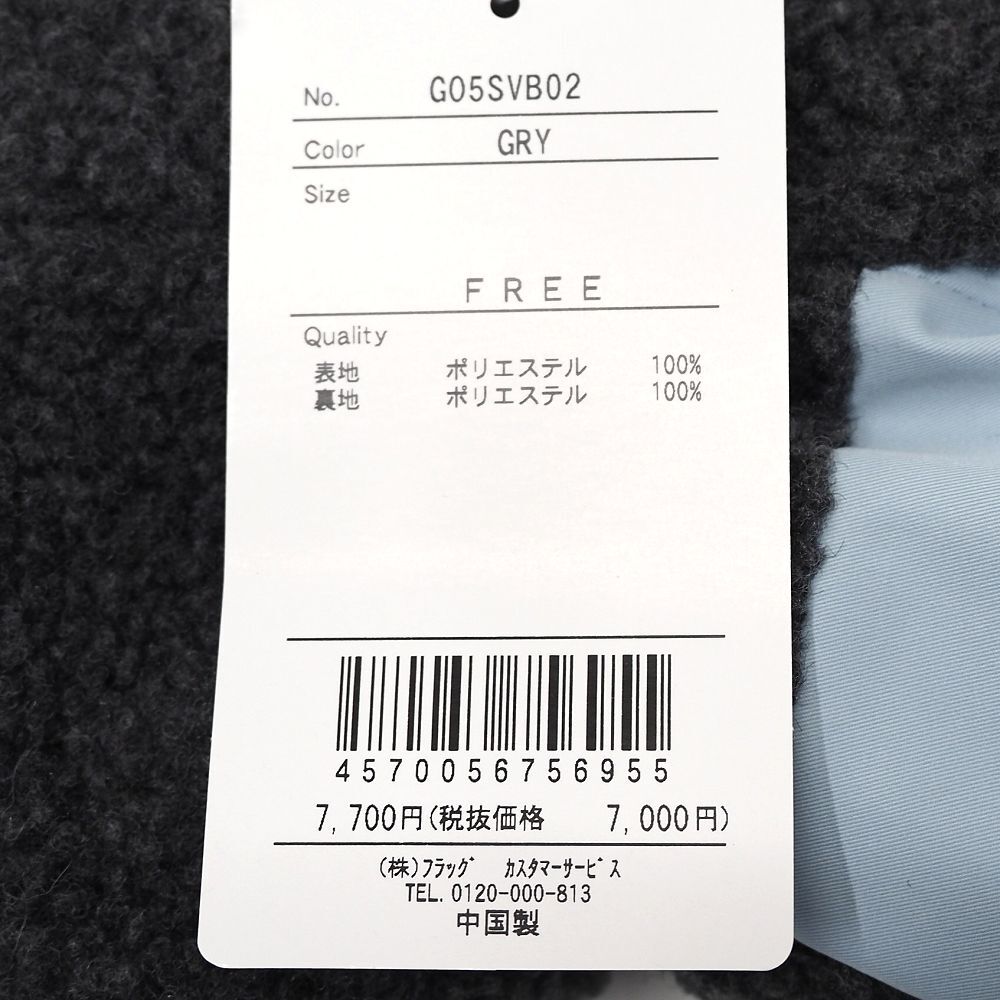 No. G05SVB02
Color GRY
Size
FREE
Quality
表地 ポリエステル 100%
裏地 ポリエステル 100%
4570056756955
7,700円(税抜価格 7,000円)
(株)フラッグ カスタマーサービス
TEL. 0120-000-813
中国製